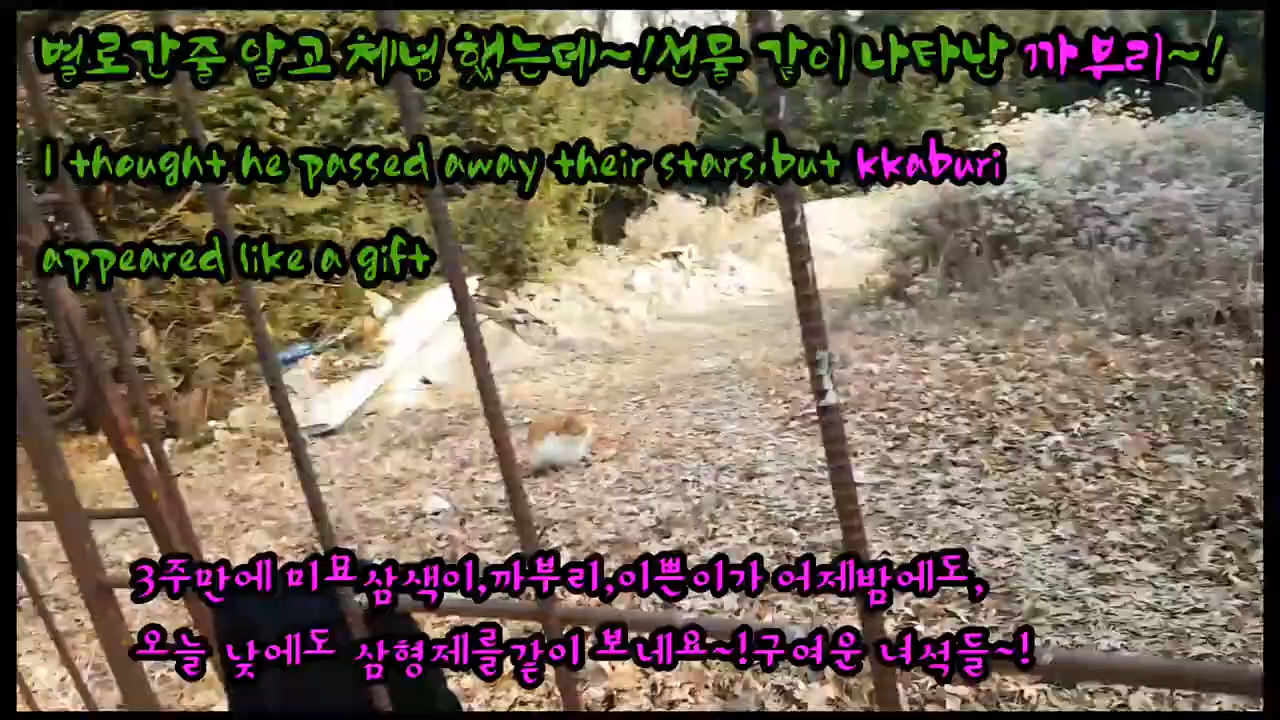 별로간줄 알고 체념 했는데~!선물 같이 나타난 까부리~!
I thought he passed away their stars,but kkaburi
appeared like a gift
3주만에 미묘삼색이,까부리,이쁜이가 어제밤에도,
오늘 낮에도 삼형제를같이 보네요~!구여운 녀석들~!